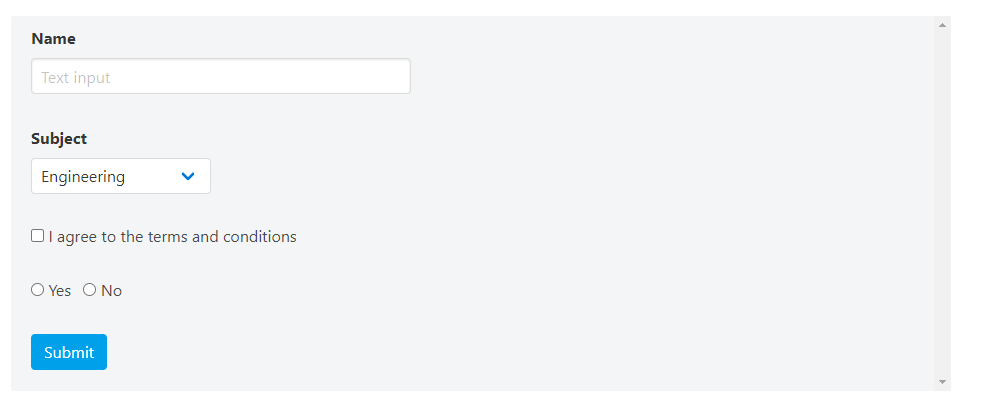 Name
Text input
Subject
Engineering
I agree to the terms and conditions
Yes No
Submit